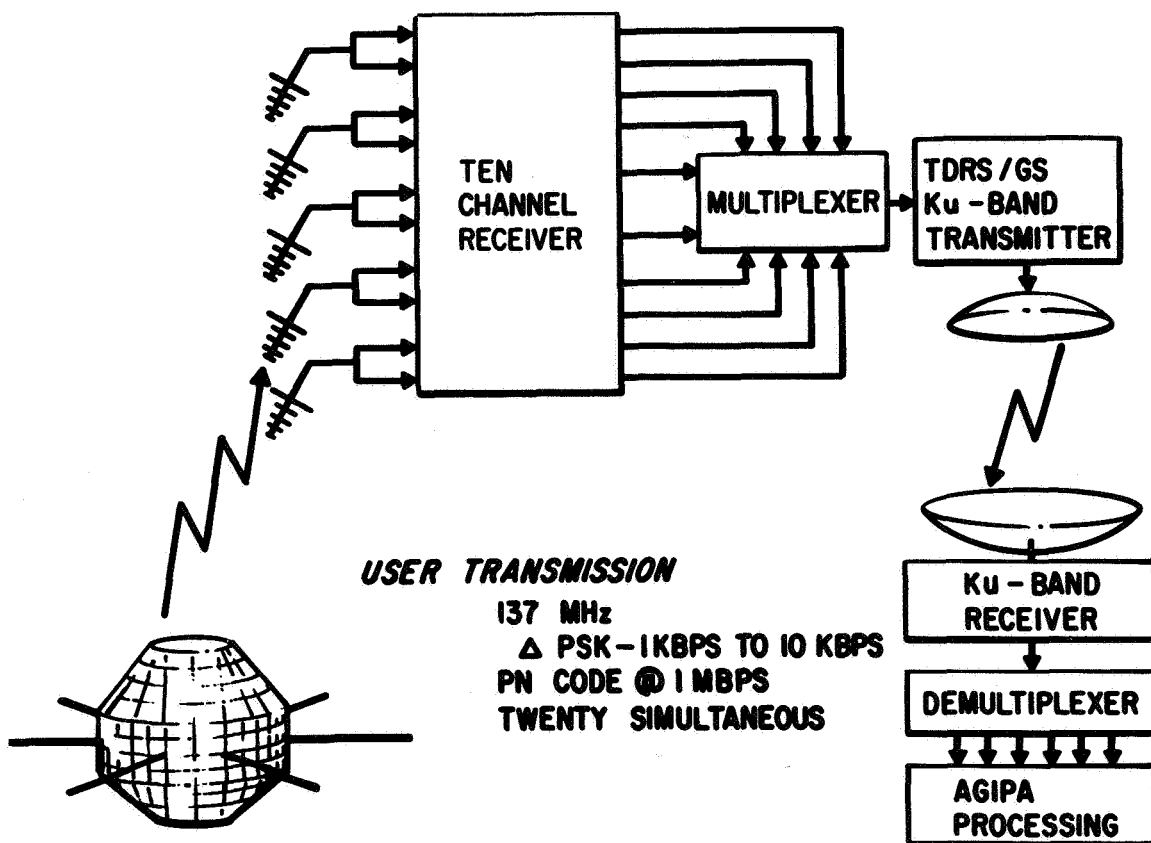 TEN
CHANNEL
RECEIVER
MULTIPLEXER
TDRS/GS
Ku-BAND
TRANSMITTER
USER TRANSMISSION
137 MHz
Δ PSK-1KBPS TO 10 KBPS
PN CODE @ 1 MBPS
TWENTY SIMULTANEOUS
Ku-BAND
RECEIVER
DEMULTIPLEXER
AGIPA
PROCESSING